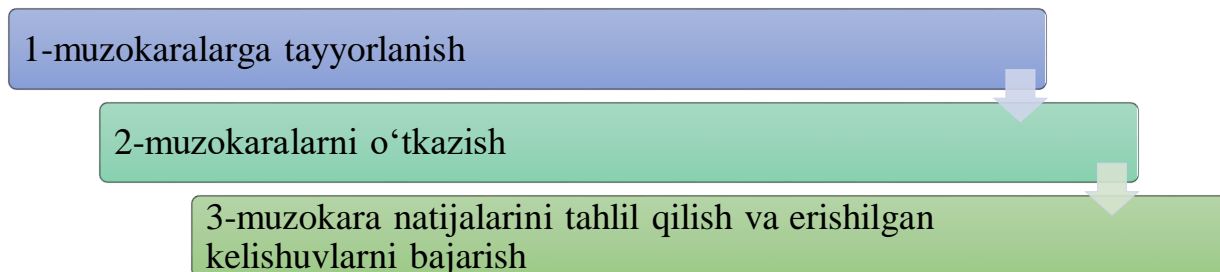 1-muzokaralarga tayyorlanish
2-muzokaralarni o‘tkazish
3-muzokara natijalarini tahlil qilish va erishilgan
kelishuvlarni bajarish